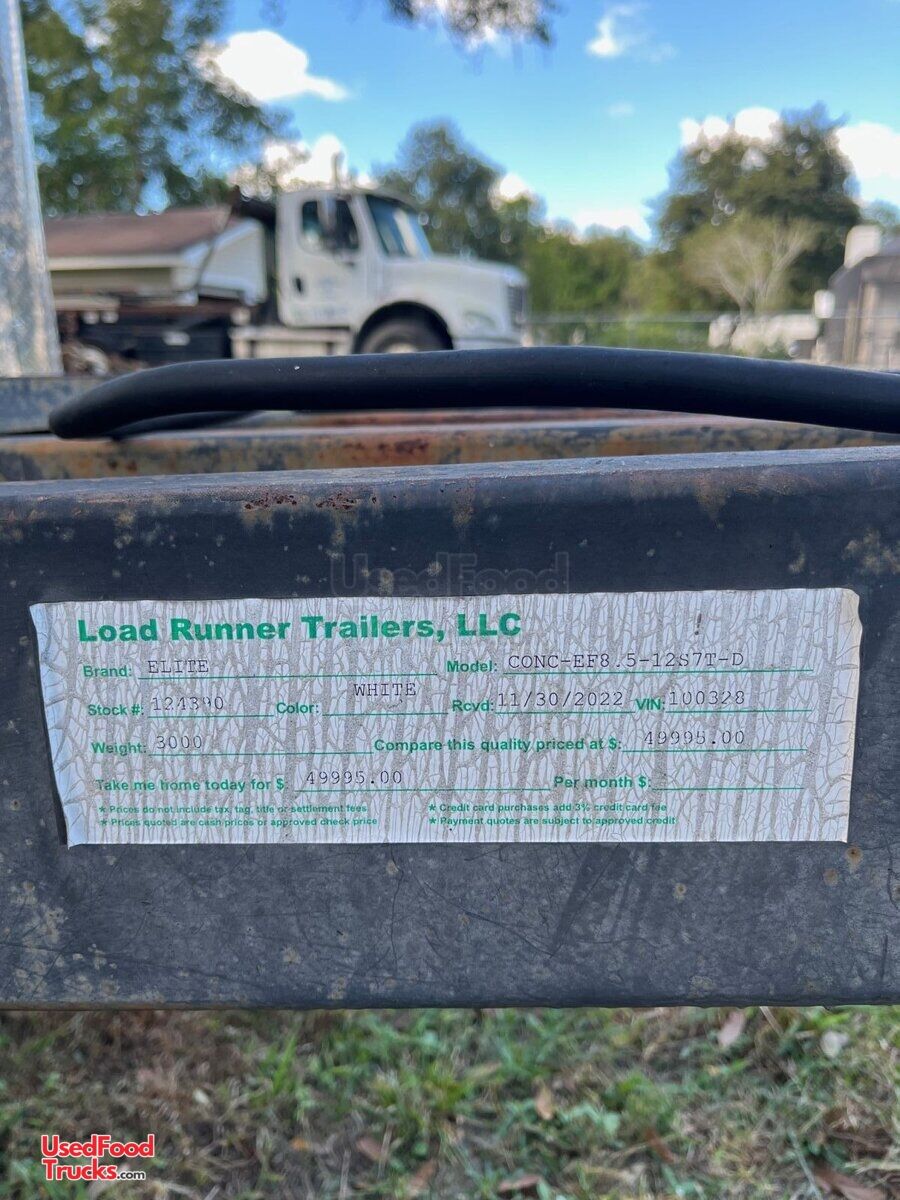 UsedFood
Load Runner Trailers, LLC
Brand: ELITE Model: CONC-EF8.5-12S7T-D
Stock #: 124390 Color: WHITE Rcvd: 11/30/2022 VIN: 100328
Weight: 3000 Compare this quality priced at $: 49995.00
Take me home today for $: 49995.00 Per month $:
* Prices do not include tax, tag, title or settlement fees * Credit card purchases add 3% credit card fee
* Prices quoted are cash prices or approved check price * Payment quotes are subject to approved credit
UsedFood
Trucks.com